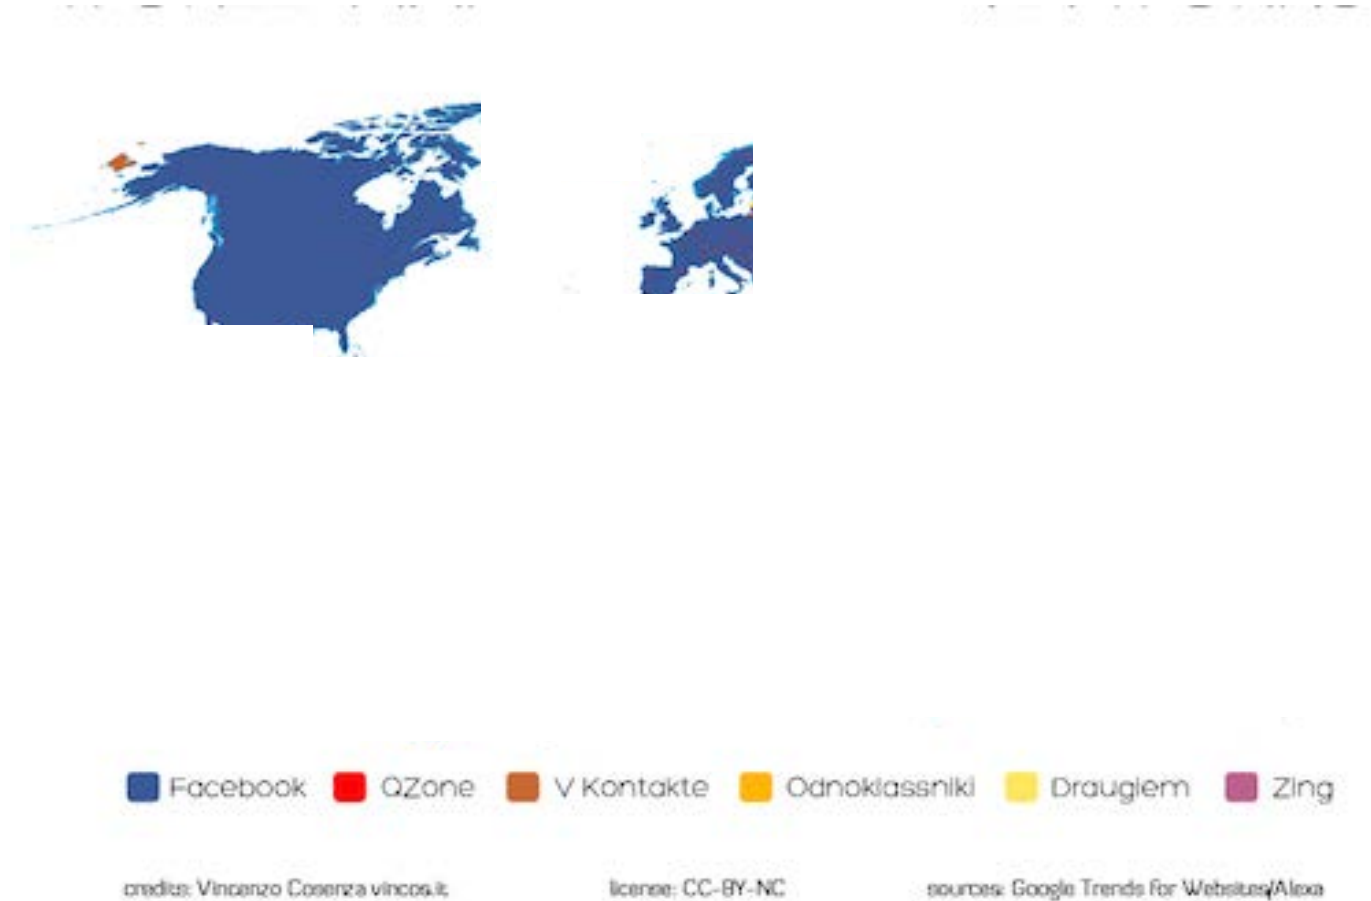 Facebook QZone V Kontakte Odnoklassniki Draugiem Zing
credits: Vincenzo Cosenza vincos.it license: CC-BY-NC sources: Google Trends for Websites/Alexa